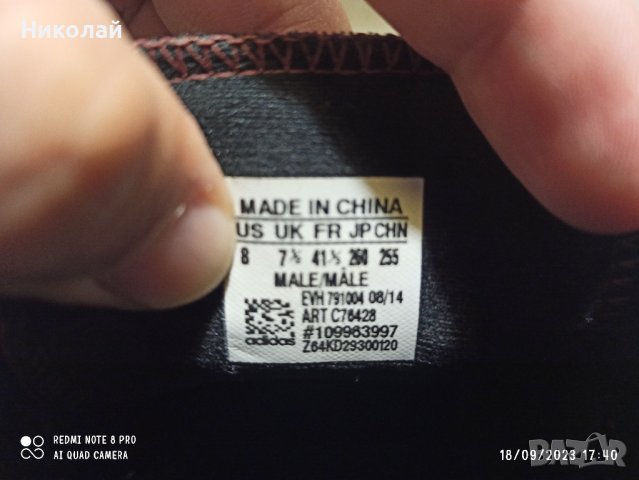 Николай
MADE IN CHINA
US UK FR JP CHN
8 7½ 41⅓ 260 255
MALE/MÂLE
EVH 791004 08/14
ART C76428
#109963997
adidas Z64KD29300120
REDMI NOTE 8 PRO
AI QUAD CAMERA
18/09/2023 17:40
BAZAR